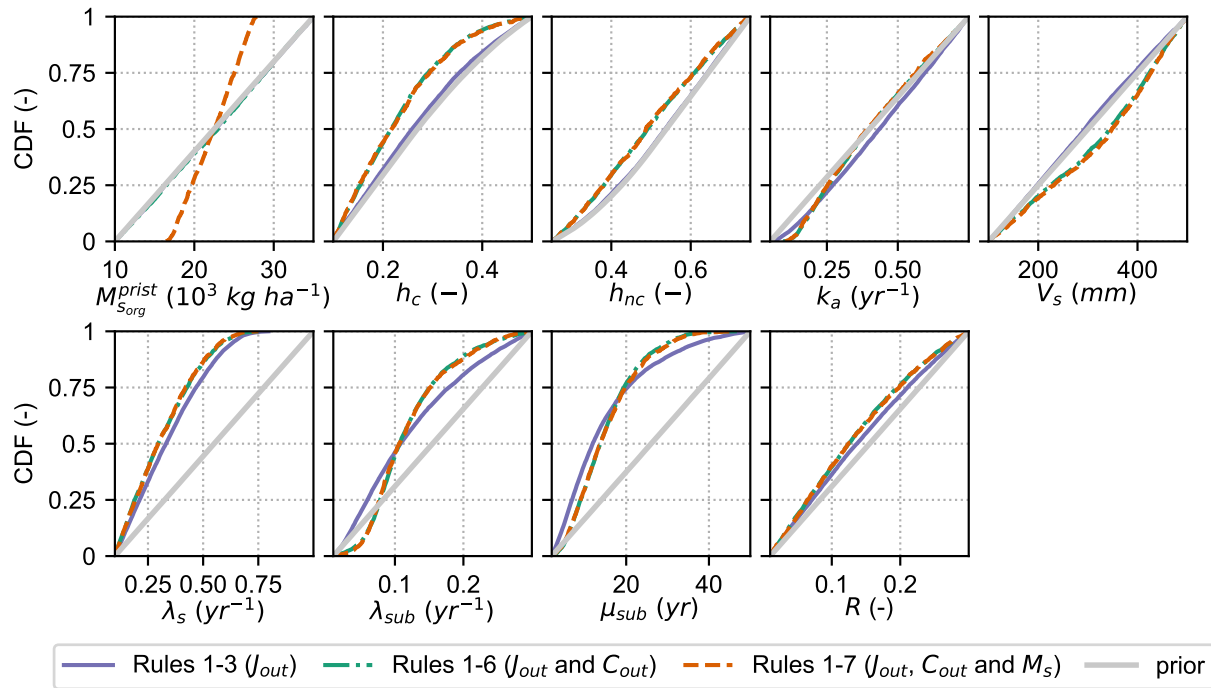 1
0.75
0.5
0.25
0
CDF (-)
10 20 30
0.2 0.4
0.4 0.6
0.25 0.50
200 400
M_{S_{org}}^{prist} (10³ kg ha⁻¹)
h_c (−)
h_{nc} (−)
k_a (yr⁻¹)
V_s (mm)
1
0.75
0.5
0.25
0
CDF (-)
0.25 0.50 0.75
0.1 0.2
20 40
0.1 0.2
λ_s (yr⁻¹)
λ_{sub} (yr⁻¹)
μ_{sub} (yr)
R (-)
Rules 1-3 (J_{out}) Rules 1-6 (J_{out} and C_{out}) Rules 1-7 (J_{out}, C_{out} and M_s) prior